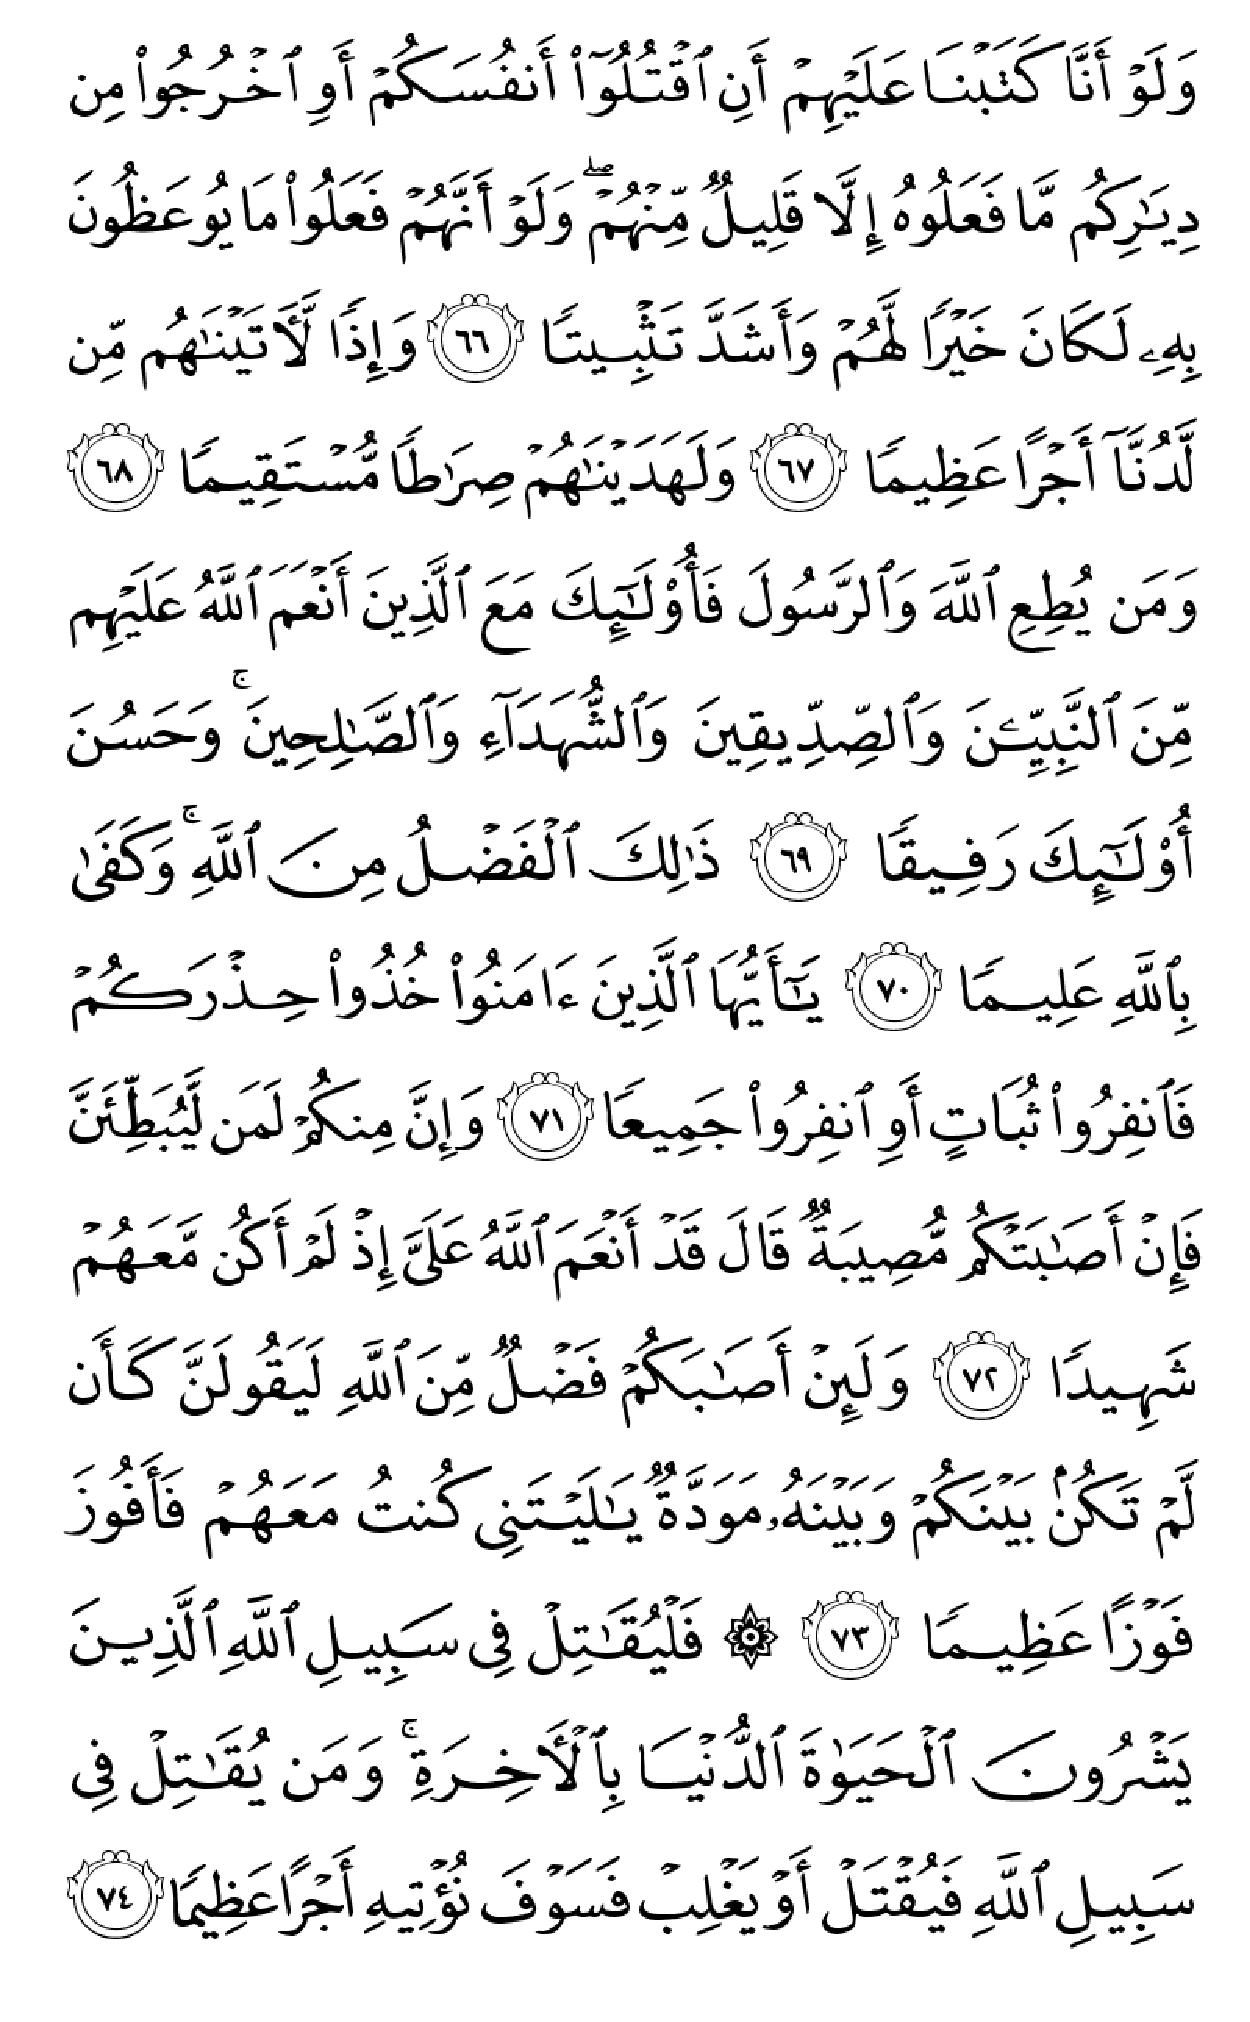 وَلَوۡ أَنَّا كَتَبۡنَا عَلَيۡهِمۡ أَنِ ٱقۡتُلُوٓاْ أَنفُسَكُمۡ أَوِ ٱخۡرُجُواْ مِن
دِيَٰرِكُم مَّا فَعَلُوهُ إِلَّا قَلِيلٞ مِّنۡهُمۡۖ وَلَوۡ أَنَّهُمۡ فَعَلُواْ مَا يُوعَظُونَ
بِهِۦ لَكَانَ خَيۡرٗا لَّهُمۡ وَأَشَدَّ تَثۡبِيتٗا ٦٦ وَإِذٗا لَّأٓتَيۡنَٰهُم مِّن
لَّدُنَّآ أَجۡرًا عَظِيمٗا ٦٧ وَلَهَدَيۡنَٰهُمۡ صِرَٰطٗا مُّسۡتَقِيمٗا ٦٨
وَمَن يُطِعِ ٱللَّهَ وَٱلرَّسُولَ فَأُوْلَٰٓئِكَ مَعَ ٱلَّذِينَ أَنۡعَمَ ٱللَّهُ عَلَيۡهِم
مِّنَ ٱلنَّبِيِّـۧنَ وَٱلصِّدِّيقِينَ وَٱلشُّهَدَآءِ وَٱلصَّٰلِحِينَۚ وَحَسُنَ
أُوْلَٰٓئِكَ رَفِيقٗا ٦٩ ذَٰلِكَ ٱلۡفَضۡلُ مِنَ ٱللَّهِۚ وَكَفَىٰ
بِٱللَّهِ عَلِيمٗا ٧٠ يَٰٓأَيُّهَا ٱلَّذِينَ ءَامَنُواْ خُذُواْ حِذۡرَكُمۡ
فَٱنفِرُواْ ثُبَاتٍ أَوِ ٱنفِرُواْ جَمِيعٗا ٧١ وَإِنَّ مِنكُمۡ لَمَن لَّيُبَطِّئَنَّ
فَإِنۡ أَصَٰبَتۡكُم مُّصِيبَةٞ قَالَ قَدۡ أَنۡعَمَ ٱللَّهُ عَلَيَّ إِذۡ لَمۡ أَكُن مَّعَهُمۡ
شَهِيدٗا ٧٢ وَلَئِنۡ أَصَٰبَكُمۡ فَضۡلٞ مِّنَ ٱللَّهِ لَيَقُولَنَّ كَأَن
لَّمۡ تَكُنۢ بَيۡنَكُمۡ وَبَيۡنَهُۥ مَوَدَّةٞ يَٰلَيۡتَنِي كُنتُ مَعَهُمۡ فَأَفُوزَ
فَوۡزًا عَظِيمٗا ٧٣ ۞ فَلۡيُقَٰتِلۡ فِي سَبِيلِ ٱللَّهِ ٱلَّذِينَ
يَشۡرُونَ ٱلۡحَيَوٰةَ ٱلدُّنۡيَا بِٱلۡأٓخِرَةِۚ وَمَن يُقَٰتِلۡ فِي
سَبِيلِ ٱللَّهِ فَيُقۡتَلۡ أَوۡ يَغۡلِبۡ فَسَوۡفَ نُؤۡتِيهِ أَجۡرًا عَظِيمٗا ٧٤